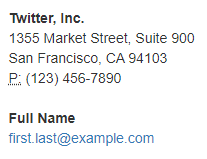 Twitter, Inc.
1355 Market Street, Suite 900
San Francisco, CA 94103
P: (123) 456-7890
Full Name
first.last@example.com